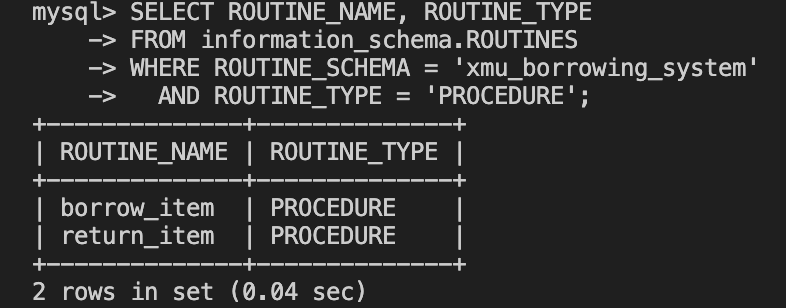 mysql> SELECT ROUTINE_NAME, ROUTINE_TYPE
    -> FROM information_schema.ROUTINES
    -> WHERE ROUTINE_SCHEMA = 'xmu_borrowing_system'
    ->   AND ROUTINE_TYPE = 'PROCEDURE';
+--------------+--------------+
| ROUTINE_NAME | ROUTINE_TYPE |
+--------------+--------------+
| borrow_item  | PROCEDURE    |
| return_item  | PROCEDURE    |
+--------------+--------------+
2 rows in set (0.04 sec)